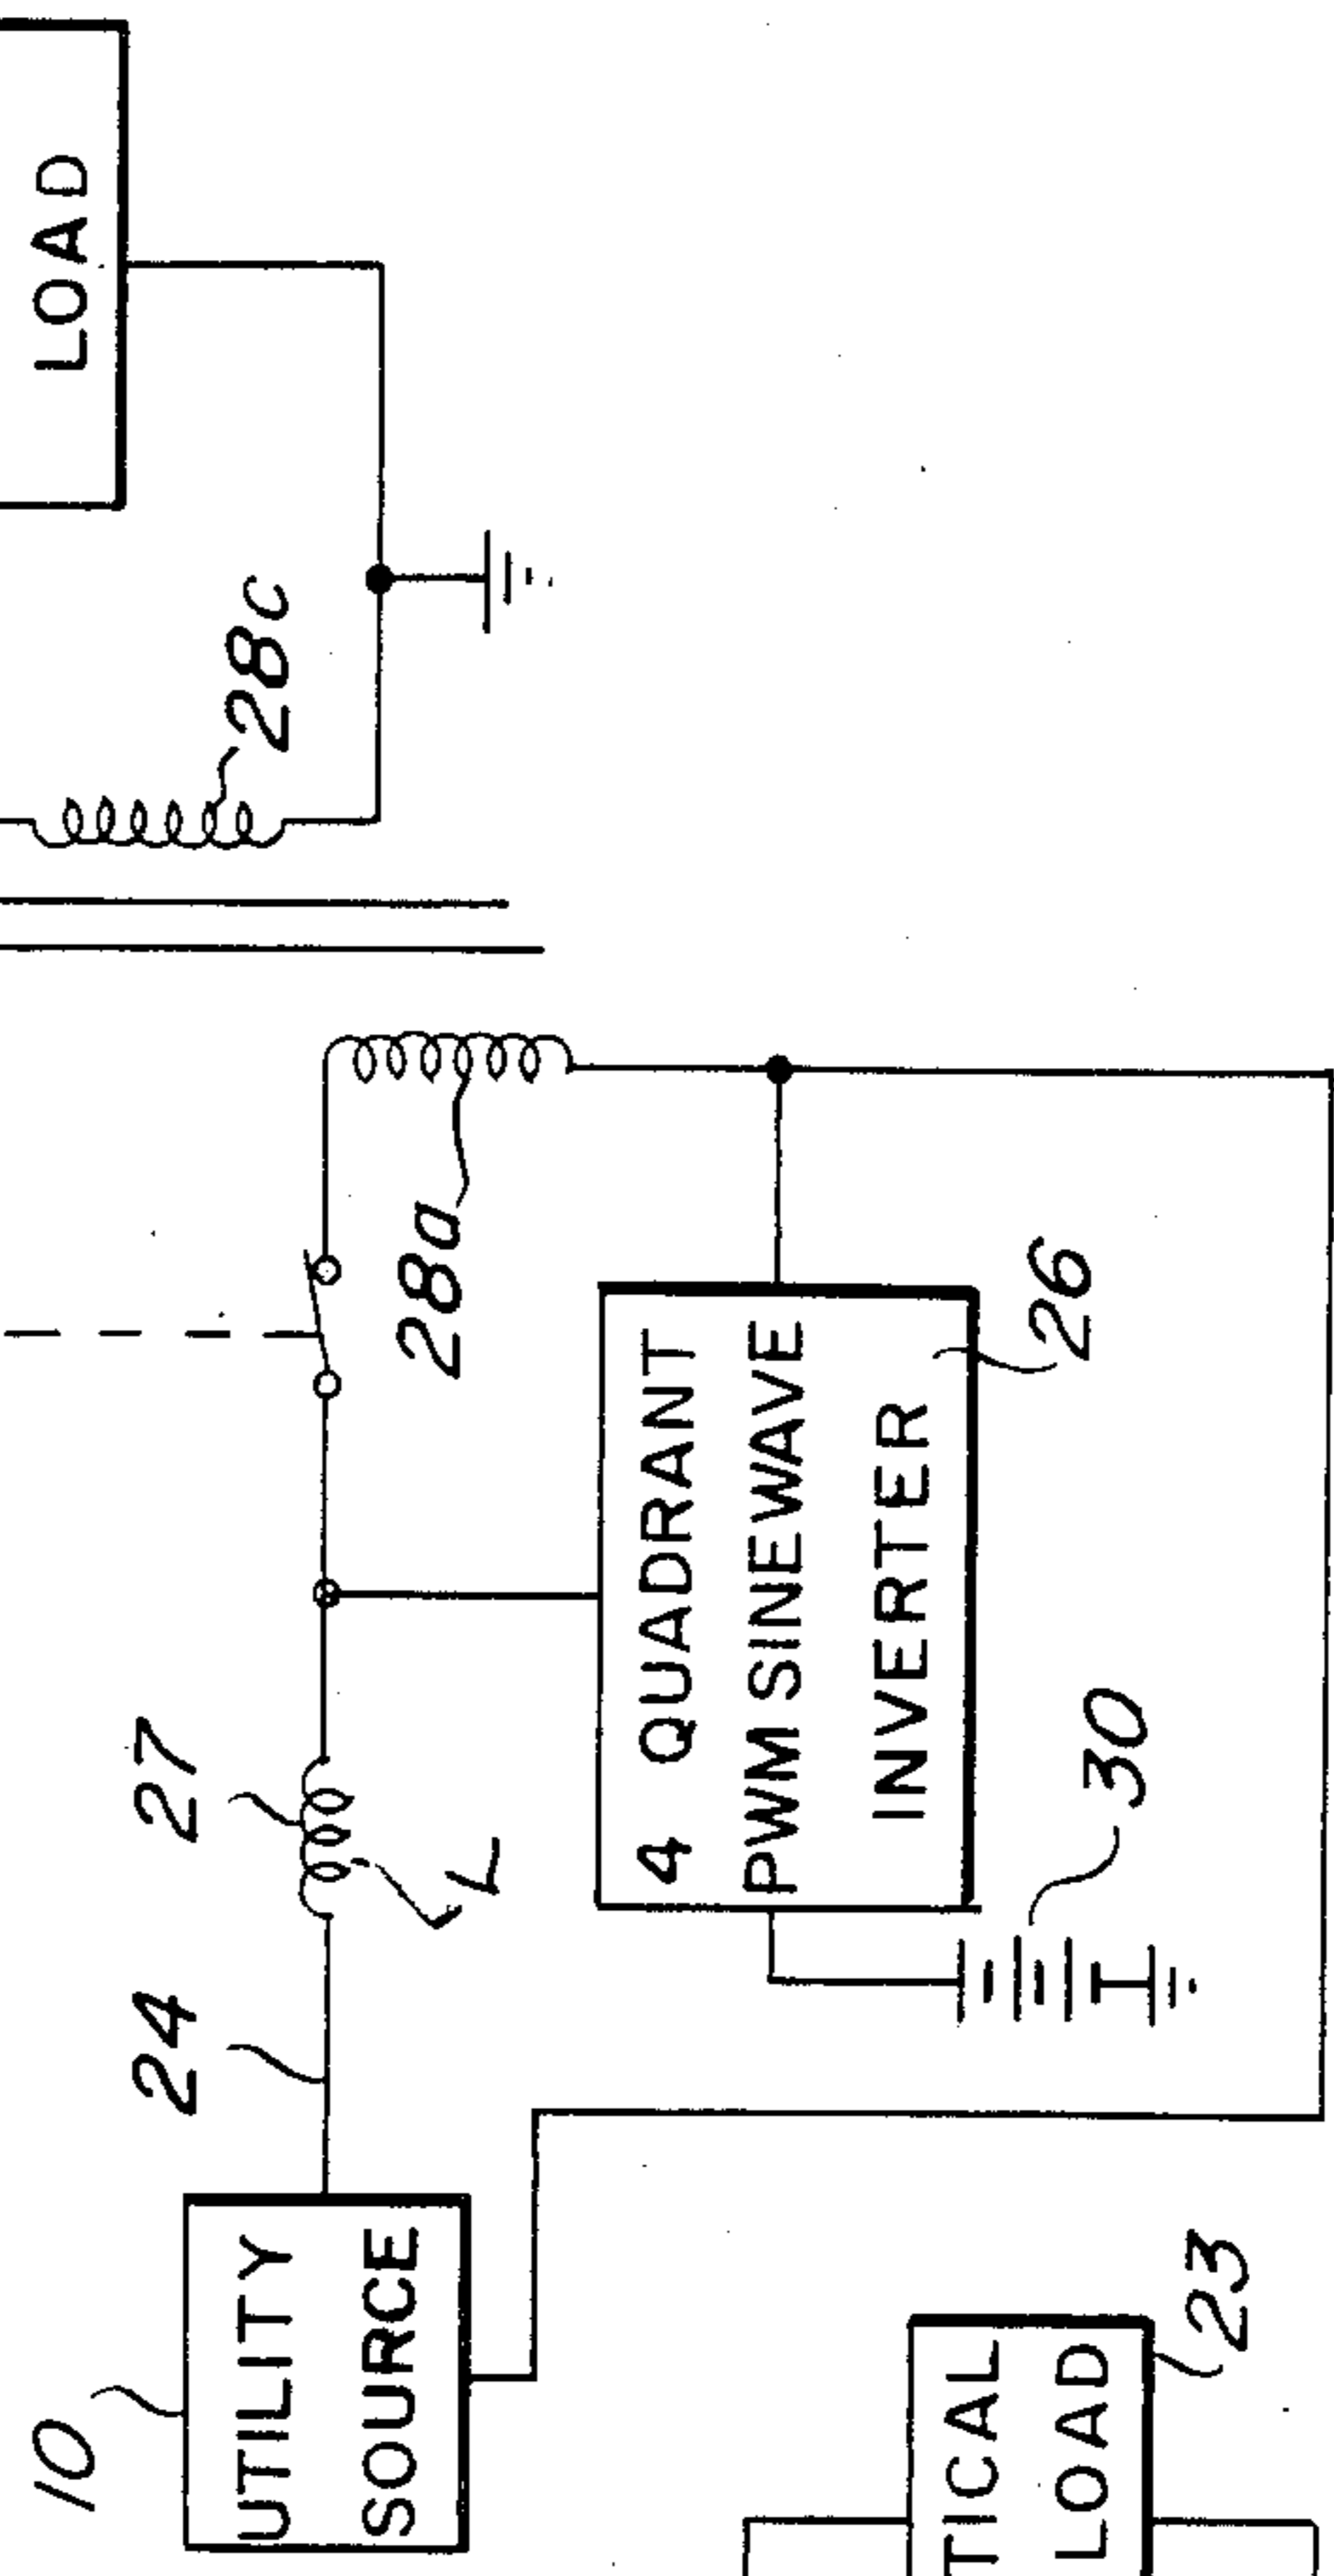 LOAD
28c
28a
27
L
24
10
UTILITY
SOURCE
4 QUADRANT
PWM SINEWAVE
INVERTER
26
30
TICAL
LOAD
23